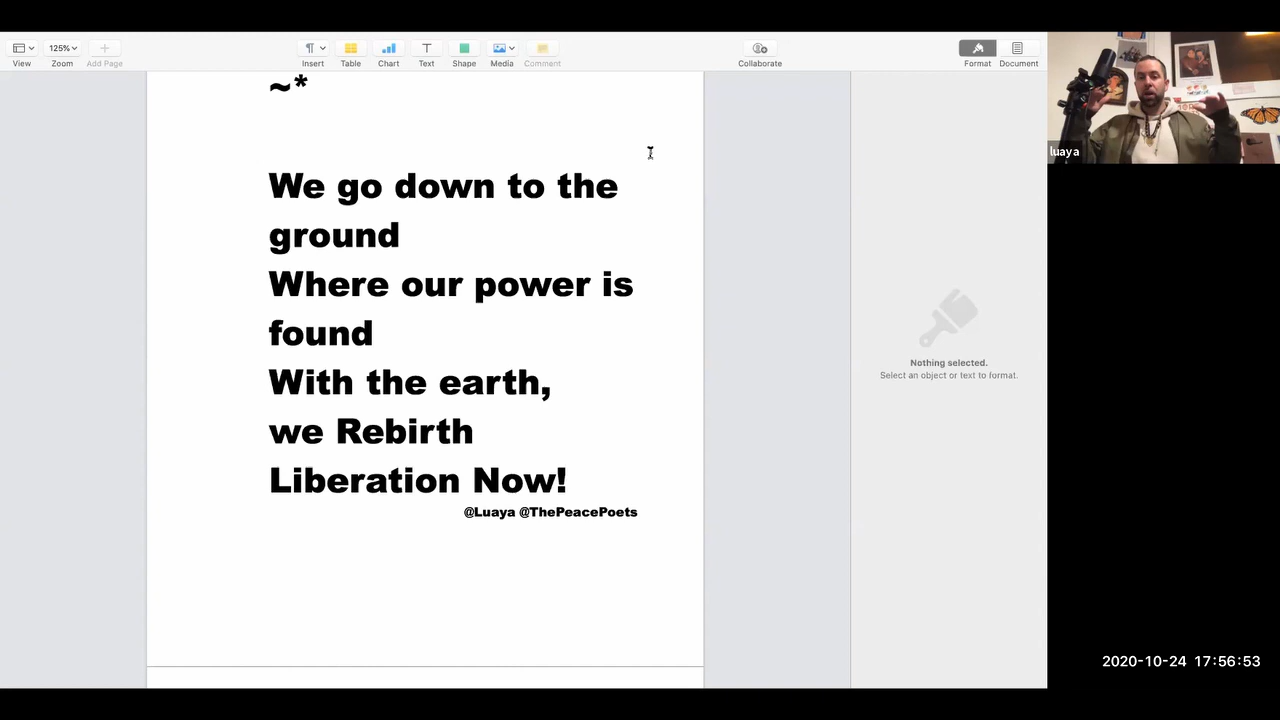 125%
View
Zoom
Add Page
Insert
Table
Chart
Text
Shape
Media
Comment
Collaborate
Format
Document
~*
We go down to the
ground
Where our power is
found
With the earth,
we Rebirth
Liberation Now!
@Luaya @ThePeacePoets
Nothing selected.
Select an object or text to format.
luaya
2020-10-24 17:56:53